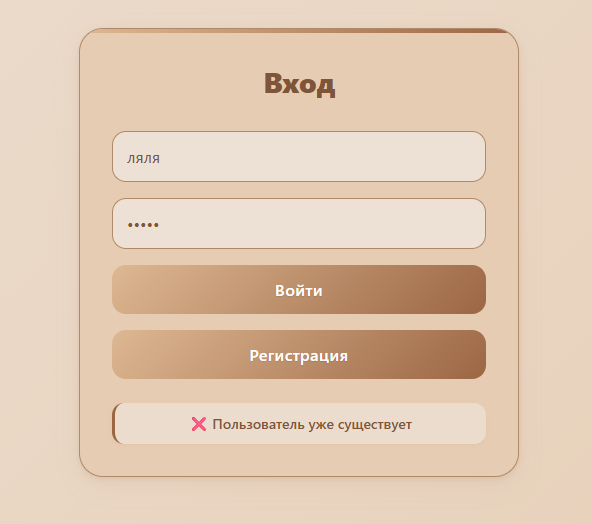 Вход
ляля
•••••
Войти
Регистрация
❌ Пользователь уже существует